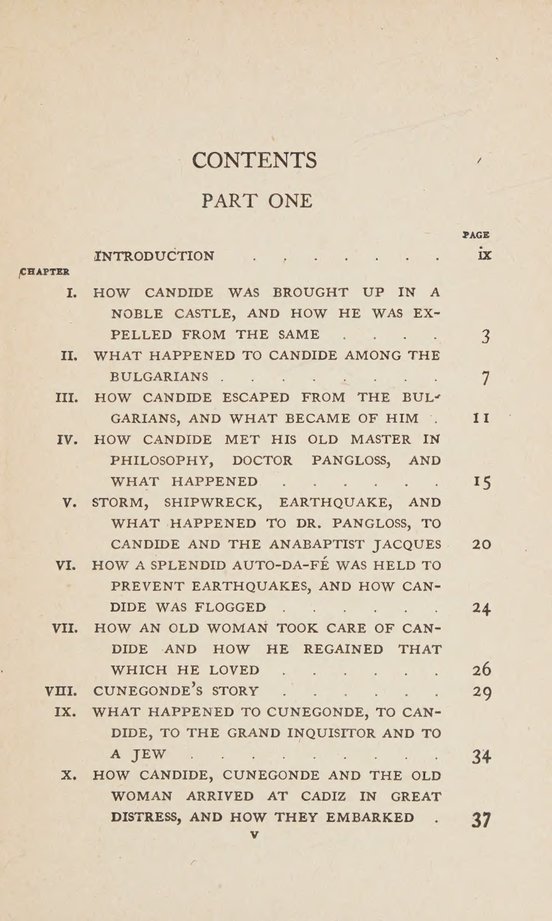 CONTENTS
PART ONE
PAGE
INTRODUCTION . . . . . . . ix
CHAPTER
I. HOW CANDIDE WAS BROUGHT UP IN A
NOBLE CASTLE, AND HOW HE WAS EX-
PELLED FROM THE SAME . . . . 3
II. WHAT HAPPENED TO CANDIDE AMONG THE
BULGARIANS . . . . . . . . 7
III. HOW CANDIDE ESCAPED FROM THE BUL-
GARIANS, AND WHAT BECAME OF HIM . 11
IV. HOW CANDIDE MET HIS OLD MASTER IN
PHILOSOPHY, DOCTOR PANGLOSS, AND
WHAT HAPPENED . . . . . . 15
V. STORM, SHIPWRECK, EARTHQUAKE, AND
WHAT HAPPENED TO DR. PANGLOSS, TO
CANDIDE AND THE ANABAPTIST JACQUES 20
VI. HOW A SPLENDID AUTO-DA-FÉ WAS HELD TO
PREVENT EARTHQUAKES, AND HOW CAN-
DIDE WAS FLOGGED . . . . . . 24
VII. HOW AN OLD WOMAN TOOK CARE OF CAN-
DIDE AND HOW HE REGAINED THAT
WHICH HE LOVED . . . . . . 26
VIII. CUNEGONDE'S STORY . . . . . . 29
IX. WHAT HAPPENED TO CUNEGONDE, TO CAN-
DIDE, TO THE GRAND INQUISITOR AND TO
A JEW . . . . . . . . . 34
X. HOW CANDIDE, CUNEGONDE AND THE OLD
WOMAN ARRIVED AT CADIZ IN GREAT
DISTRESS, AND HOW THEY EMBARKED . 37
v